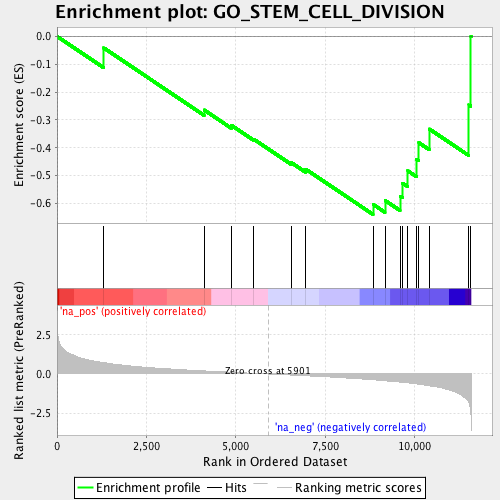 Enrichment plot: GO_STEM_CELL_DIVISION
Enrichment score (ES)
0.0
-0.1
-0.2
-0.3
-0.4
-0.5
-0.6
'na_pos' (positively correlated)
Ranked list metric (PreRanked)
2.5
0.0
-2.5
Zero cross at 5901
'na_neg' (negatively correlated)
0 2,500 5,000 7,500 10,000
Rank in Ordered Dataset
Enrichment profile Hits Ranking metric scores